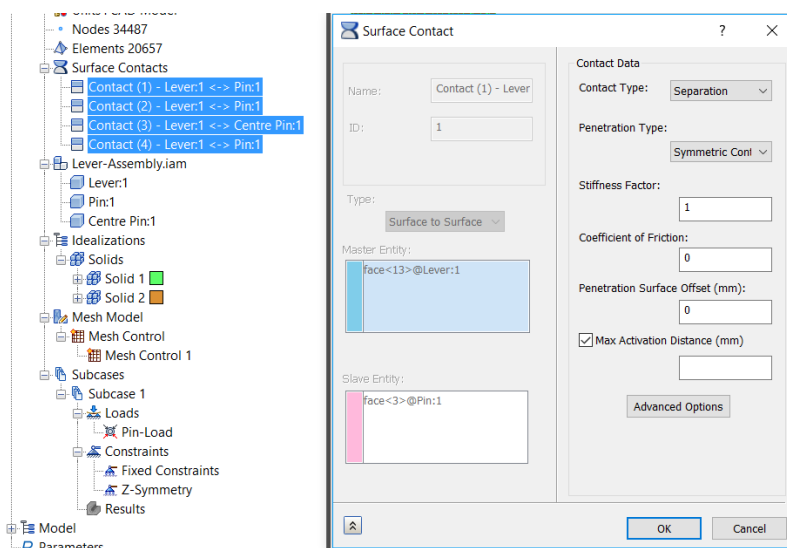 Nodes 34487
Elements 20657
Surface Contacts
Contact (1) - Lever:1 <-> Pin:1
Contact (2) - Lever:1 <-> Pin:1
Contact (3) - Lever:1 <-> Centre Pin:1
Contact (4) - Lever:1 <-> Pin:1
Lever-Assembly.iam
Lever:1
Pin:1
Centre Pin:1
Idealizations
Solids
Solid 1
Solid 2
Mesh Model
Mesh Control
Mesh Control 1
Subcases
Subcase 1
Loads
Pin-Load
Constraints
Fixed Constraints
Z-Symmetry
Results
Model
Parameters
Surface Contact
?
Name: Contact (1) - Lever
ID: 1
Type:
Surface to Surface
Master Entity:
face<13>@Lever:1
Slave Entity:
face<3>@Pin:1
Contact Data
Contact Type: Separation
Penetration Type:
Symmetric Cont
Stiffness Factor:
1
Coefficient of Friction:
0
Penetration Surface Offset (mm):
0
Max Activation Distance (mm)
Advanced Options
OK Cancel